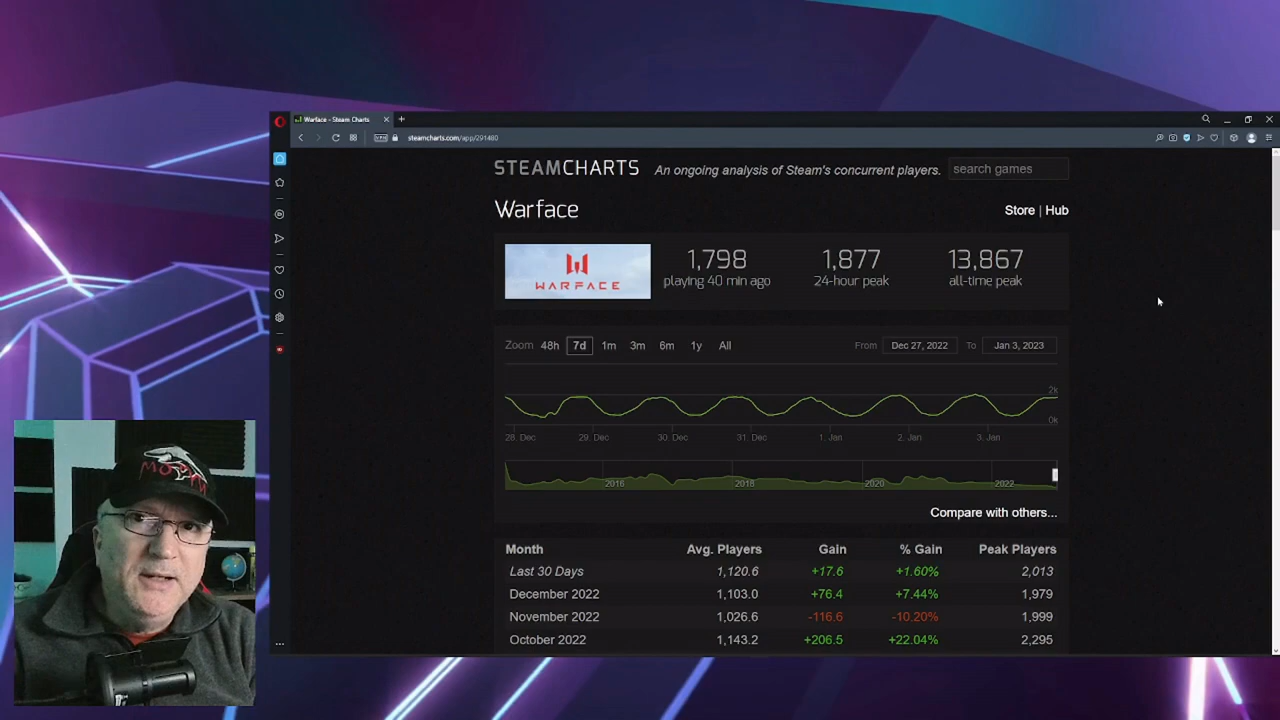 Warface - Steam Charts
VPN
steamcharts.com/app/291480
STEAMCHARTS An ongoing analysis of Steam's concurrent players. search games
Warface
Store | Hub
WARFACE
1,798
playing 40 min ago
1,877
24-hour peak
13,867
all-time peak
Zoom 48h 7d 1m 3m 6m 1y All
From Dec 27, 2022 To Jan 3, 2023
2k
0k
28. Dec 29. Dec 30. Dec 31. Dec 1. Jan 2. Jan 3. Jan
2016 2018 2020 2022
Compare with others...
Month Avg. Players Gain % Gain Peak Players
Last 30 Days 1,120.6 +17.6 +1.60% 2,013
December 2022 1,103.0 +76.4 +7.44% 1,979
November 2022 1,026.6 -116.6 -10.20% 1,999
October 2022 1,143.2 +206.5 +22.04% 2,295